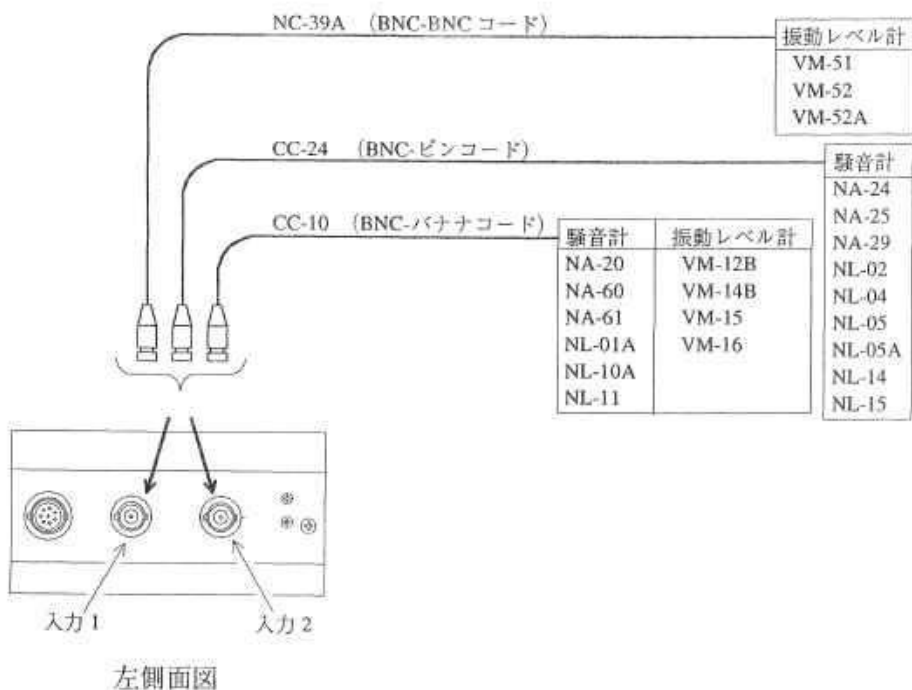 NC-39A (BNC-BNC コード)
振動レベル計
VM-51
VM-52
VM-52A
CC-24 (BNC-ピンコード)
騒音計
NA-24
NA-25
NA-29
NL-02
NL-04
NL-05
NL-05A
NL-14
NL-15
CC-10 (BNC-バナナコード)
騒音計 振動レベル計
NA-20 VM-12B
NA-60 VM-14B
NA-61 VM-15
NL-01A VM-16
NL-10A
NL-11
入力 1 入力 2
左側面図